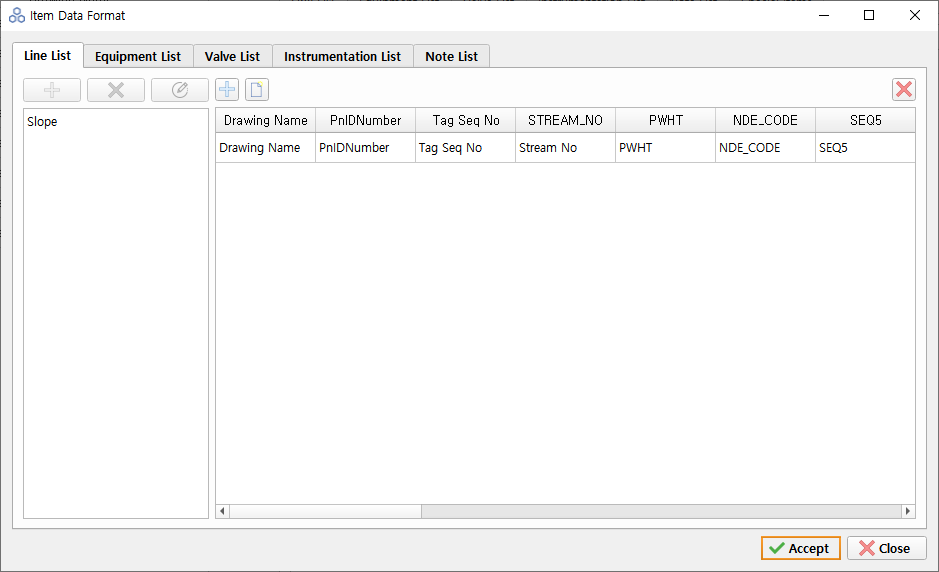 Item Data Format
Line List
Equipment List
Valve List
Instrumentation List
Note List
Slope
Drawing Name PnIDNumber Tag Seq No STREAM_NO PWHT NDE_CODE SEQ5
Drawing Name PnIDNumber Tag Seq No Stream No PWHT NDE_CODE SEQ5
Accept
Close